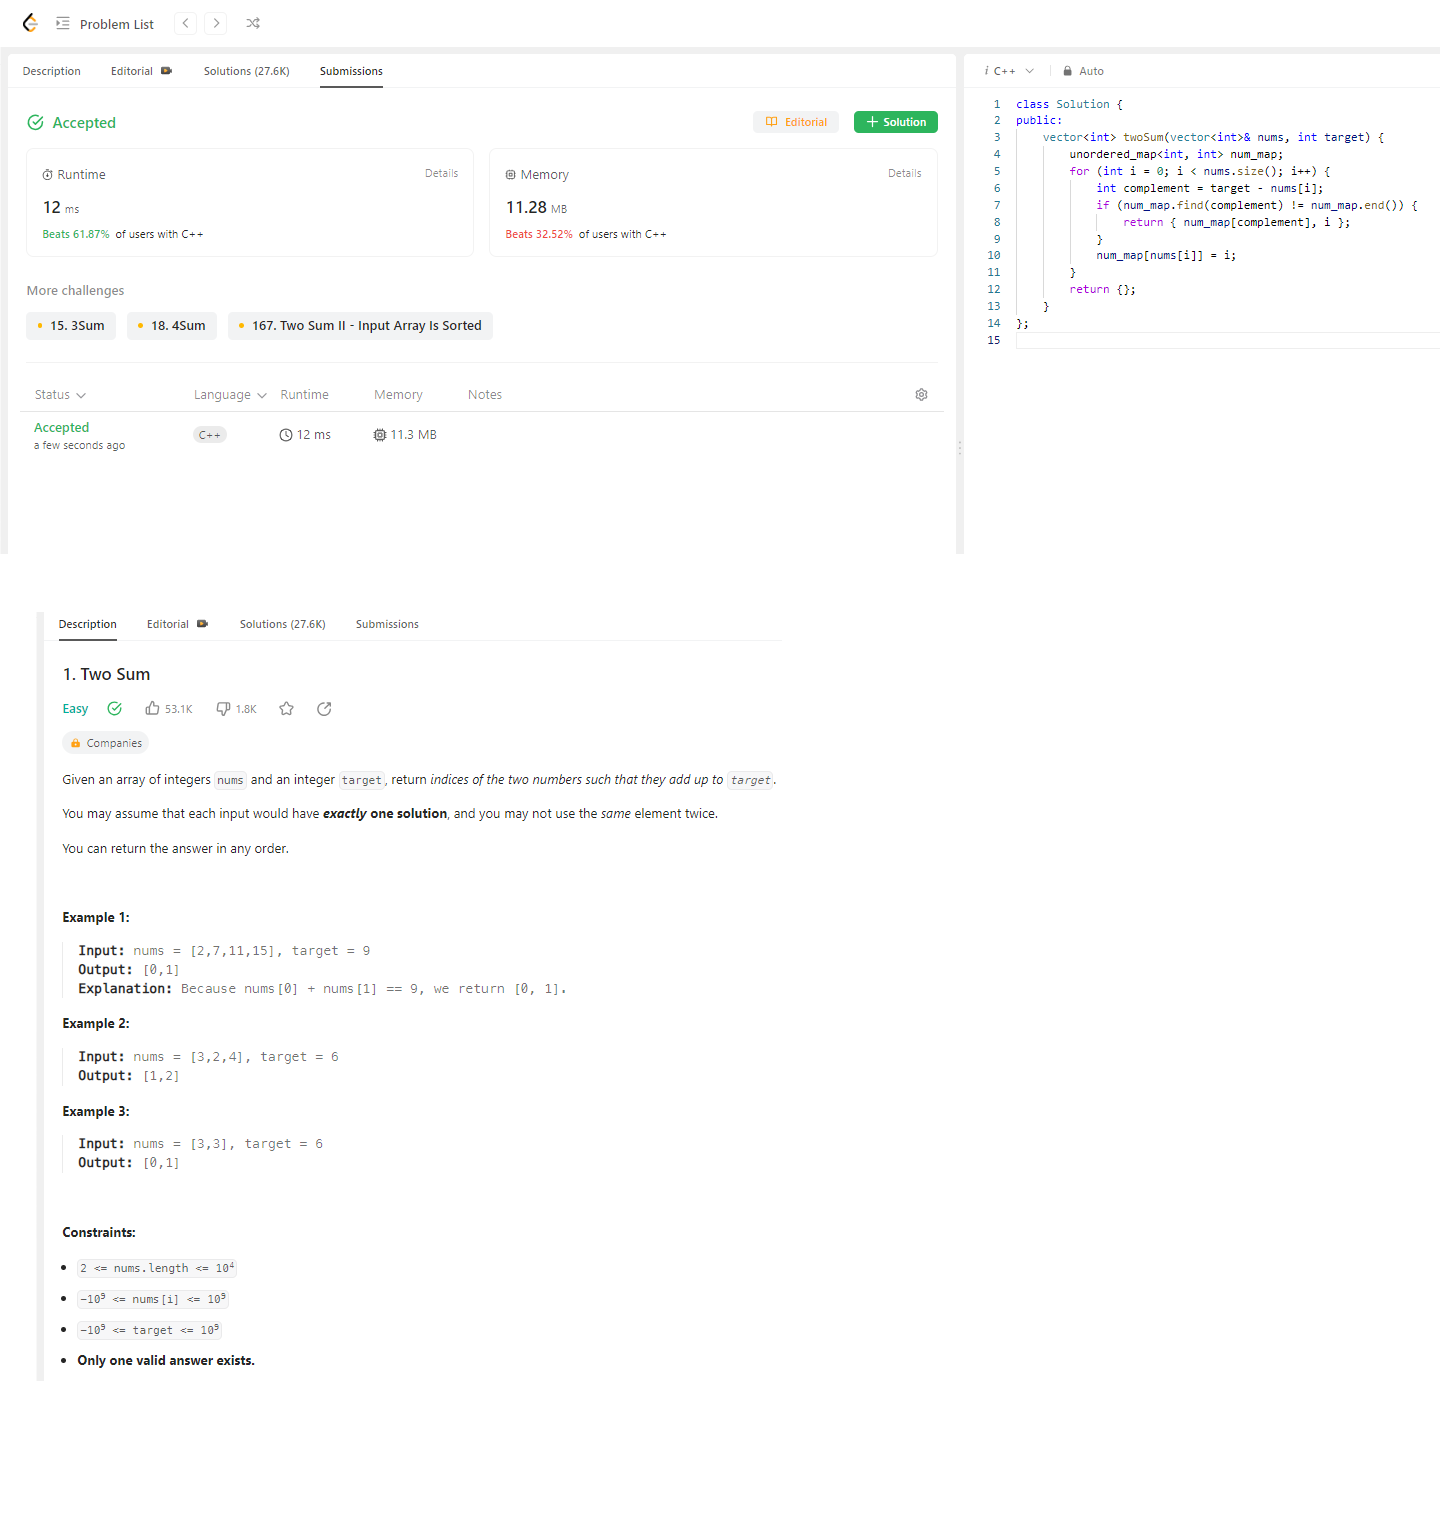 Problem List
Description Editorial Solutions (27.6K) Submissions
Accepted
Editorial
+ Solution
Runtime Details
12 ms
Beats 61.87% of users with C++
Memory Details
11.28 MB
Beats 32.52% of users with C++
More challenges
15. 3Sum 18. 4Sum 167. Two Sum II - Input Array Is Sorted
Status Language Runtime Memory Notes
Accepted
a few seconds ago
C++ 12 ms 11.3 MB
i C++ Auto
1 class Solution {
2 public:
3     vector<int> twoSum(vector<int>& nums, int target) {
4         unordered_map<int, int> num_map;
5         for (int i = 0; i < nums.size(); i++) {
6             int complement = target - nums[i];
7             if (num_map.find(complement) != num_map.end()) {
8                 return { num_map[complement], i };
9             }
10             num_map[nums[i]] = i;
11         }
12         return {};
13     }
14 };
15
Description Editorial Solutions (27.6K) Submissions
1. Two Sum
Easy 53.1K 1.8K
Companies
Given an array of integers nums and an integer target, return indices of the two numbers such that they add up to target.
You may assume that each input would have exactly one solution, and you may not use the same element twice.
You can return the answer in any order.
Example 1:
Input: nums = [2,7,11,15], target = 9
Output: [0,1]
Explanation: Because nums[0] + nums[1] == 9, we return [0, 1].
Example 2:
Input: nums = [3,2,4], target = 6
Output: [1,2]
Example 3:
Input: nums = [3,3], target = 6
Output: [0,1]
Constraints:
• 2 <= nums.length <= 10⁴
• -10⁹ <= nums[i] <= 10⁹
• -10⁹ <= target <= 10⁹
• Only one valid answer exists.